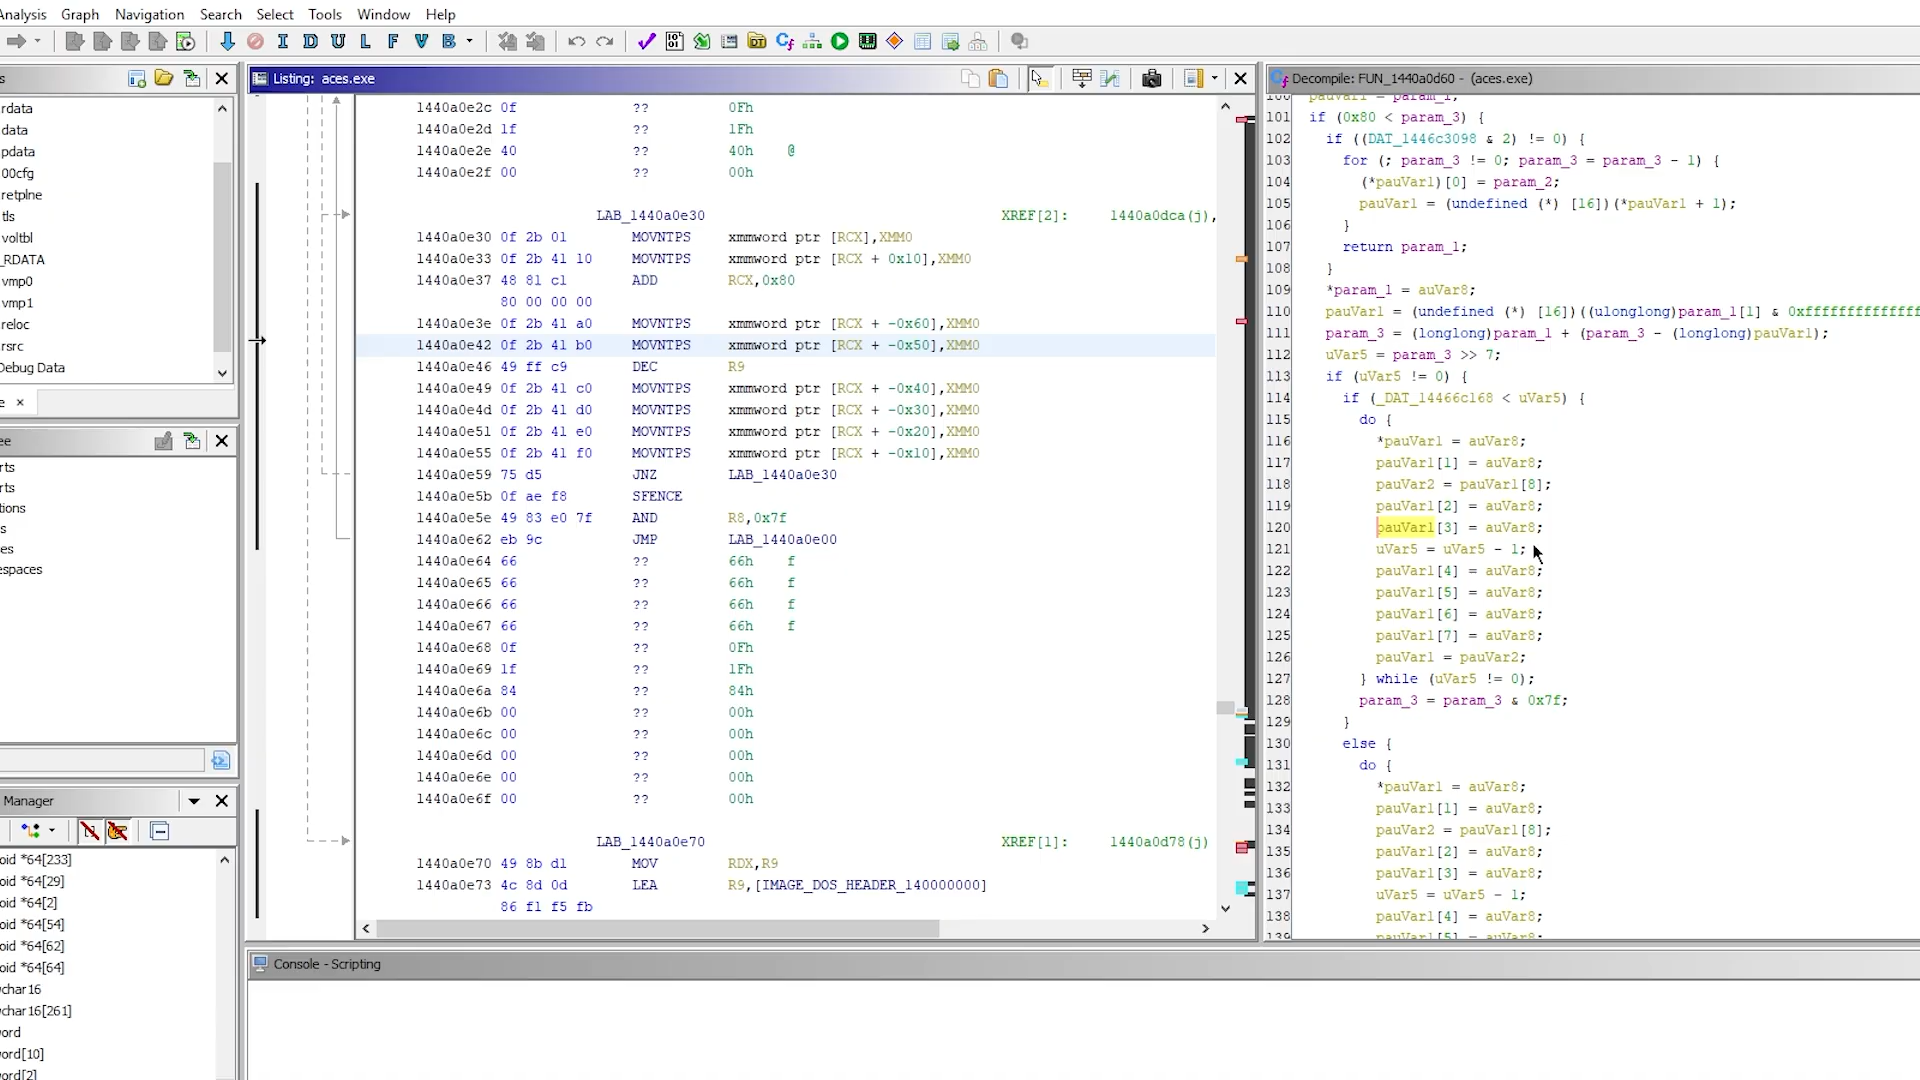 Analysis Graph Navigation Search Select Tools Window Help
I D U L F V B
rdata
data
pdata
00cfg
retplne
tls
voltbl
_RDATA
vmp0
vmp1
reloc
rsrc
Debug Data
Manager
oid *64[233]
oid *64[29]
oid *64[2]
oid *64[54]
oid *64[62]
oid *64[64]
char16
char16[261]
Listing: aces.exe
1440a0e2c 0f ?? 0Fh
1440a0e2d 1f ?? 1Fh
1440a0e2e 40 ?? 40h @
1440a0e2f 00 ?? 00h
LAB_1440a0e30 XREF[2]: 1440a0dca(j),
1440a0e30 0f 2b 01 MOVNTPS xmmword ptr [RCX],XMM0
1440a0e33 0f 2b 41 10 MOVNTPS xmmword ptr [RCX + 0x10],XMM0
1440a0e37 48 81 c1 ADD RCX,0x80
80 00 00 00
1440a0e3e 0f 2b 41 a0 MOVNTPS xmmword ptr [RCX + -0x60],XMM0
1440a0e42 0f 2b 41 b0 MOVNTPS xmmword ptr [RCX + -0x50],XMM0
1440a0e46 49 ff c9 DEC R9
1440a0e49 0f 2b 41 c0 MOVNTPS xmmword ptr [RCX + -0x40],XMM0
1440a0e4d 0f 2b 41 d0 MOVNTPS xmmword ptr [RCX + -0x30],XMM0
1440a0e51 0f 2b 41 e0 MOVNTPS xmmword ptr [RCX + -0x20],XMM0
1440a0e55 0f 2b 41 f0 MOVNTPS xmmword ptr [RCX + -0x10],XMM0
1440a0e59 75 d5 JNZ LAB_1440a0e30
1440a0e5b 0f ae f8 SFENCE
1440a0e5e 49 83 e0 7f AND R8,0x7f
1440a0e62 eb 9c JMP LAB_1440a0e00
1440a0e64 66 ?? 66h f
1440a0e65 66 ?? 66h f
1440a0e66 66 ?? 66h f
1440a0e67 66 ?? 66h f
1440a0e68 0f ?? 0Fh
1440a0e69 1f ?? 1Fh
1440a0e6a 84 ?? 84h
1440a0e6b 00 ?? 00h
1440a0e6c 00 ?? 00h
1440a0e6d 00 ?? 00h
1440a0e6e 00 ?? 00h
1440a0e6f 00 ?? 00h
LAB_1440a0e70 XREF[1]: 1440a0d78(j)
1440a0e70 49 8b d1 MOV RDX,R9
1440a0e73 4c 8d 0d LEA R9,[IMAGE_DOS_HEADER_140000000]
86 f1 f5 fb
Console - Scripting
Decompile: FUN_1440a0d60 - (aces.exe)
100 pauVar1 = param_1;
101 if (0x80 < param_3) {
102 if ((DAT_1446c3098 & 2) != 0) {
103 for (; param_3 != 0; param_3 = param_3 - 1) {
104 (*pauVar1)[0] = param_2;
105 pauVar1 = (undefined (*) [16])(*pauVar1 + 1);
106 }
107 return param_1;
108 }
109 *param_1 = auVar8;
110 pauVar1 = (undefined (*) [16])((ulonglong)param_1[1] & 0xffffffffffffff
111 param_3 = (longlong)param_1 + (param_3 - (longlong)pauVar1);
112 uVar5 = param_3 >> 7;
113 if (uVar5 != 0) {
114 if (_DAT_14466c168 < uVar5) {
115 do {
116 *pauVar1 = auVar8;
117 pauVar1[1] = auVar8;
118 pauVar2 = pauVar1[8];
119 pauVar1[2] = auVar8;
120 pauVar1[3] = auVar8;
121 uVar5 = uVar5 - 1;
122 pauVar1[4] = auVar8;
123 pauVar1[5] = auVar8;
124 pauVar1[6] = auVar8;
125 pauVar1[7] = auVar8;
126 pauVar1 = pauVar2;
127 } while (uVar5 != 0);
128 param_3 = param_3 & 0x7f;
129 }
130 else {
131 do {
132 *pauVar1 = auVar8;
133 pauVar1[1] = auVar8;
134 pauVar2 = pauVar1[8];
135 pauVar1[2] = auVar8;
136 pauVar1[3] = auVar8;
137 uVar5 = uVar5 - 1;
138 pauVar1[4] = auVar8;
139 pauVar1[5] = auVar8;